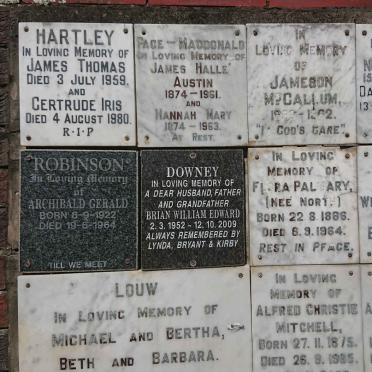 HARTLEY
IN LOVING MEMORY OF
JAMES THOMAS
DIED 3 JULY 1959.
AND
GERTRUDE IRIS
DIED 4 AUGUST 1980.
R·I·P
PAGE-MACDONALD
IN LOVING MEMORY OF
JAMES HALLE'
AUSTIN
1874-1961.
AND
HANNAH MARY
1874-1963.
AT REST.
IN
LOVING MEMORY
OF
JAMESON
McCALLUM.
"GOD'S CARE"
ROBINSON
In Loving Memory
of
ARCHIBALD GERALD
BORN 8-9-1922
DIED 19-6-1964
TILL WE MEET
DOWNEY
IN LOVING MEMORY OF
A DEAR HUSBAND, FATHER
AND GRANDFATHER
BRIAN WILLIAM EDWARD
2. 3. 1952 - 12. 10. 2009
ALWAYS REMEMBERED BY
LYNDA, BRYANT & KIRBY
IN LOVING
MEMORY OF
(NEE NORT.)
BORN 22 8 1886.
DIED 8.9.1964.
REST IN PEACE.
LOUW
IN LOVING MEMORY OF
MICHAEL AND BERTHA,
BETH AND BARBARA.
IN LOVING
MEMORY OF
ALFRED CHRISTIE
MITCHELL,
BORN 27. 11 1875.
DIED 26. 9. 1965.